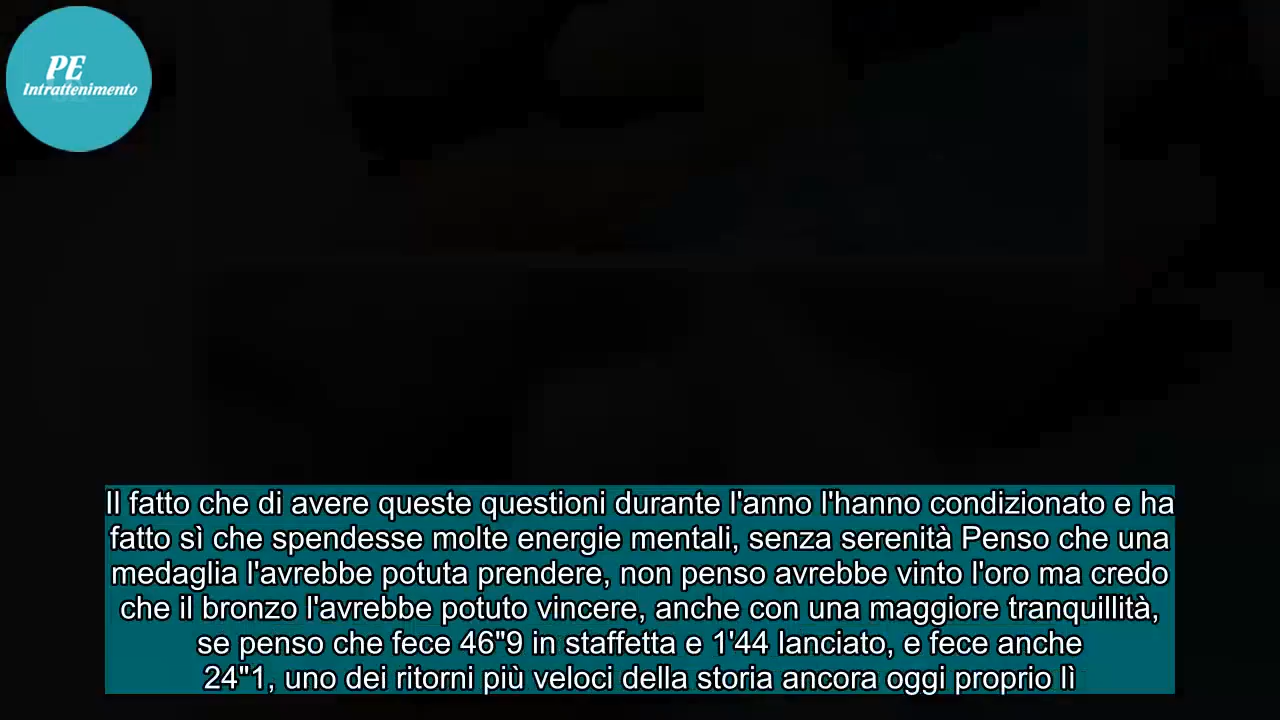 PE
Intrattenimento
Il fatto che di avere queste questioni durante l'anno l'hanno condizionato e ha
fatto sì che spendesse molte energie mentali, senza serenità Penso che una
medaglia l'avrebbe potuta prendere, non penso avrebbe vinto l'oro ma credo
che il bronzo l'avrebbe potuto vincere, anche con una maggiore tranquillità,
se penso che fece 46"9 in staffetta e 1'44 lanciato, e fece anche
24"1, uno dei ritorni più veloci della storia ancora oggi proprio lì